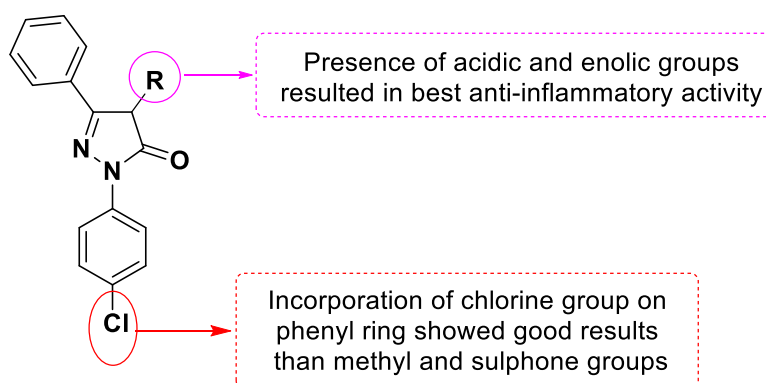 R
Presence of acidic and enolic groups
resulted in best anti-inflammatory activity
N
N
O
Cl
Incorporation of chlorine group on
phenyl ring showed good results
than methyl and sulphone groups